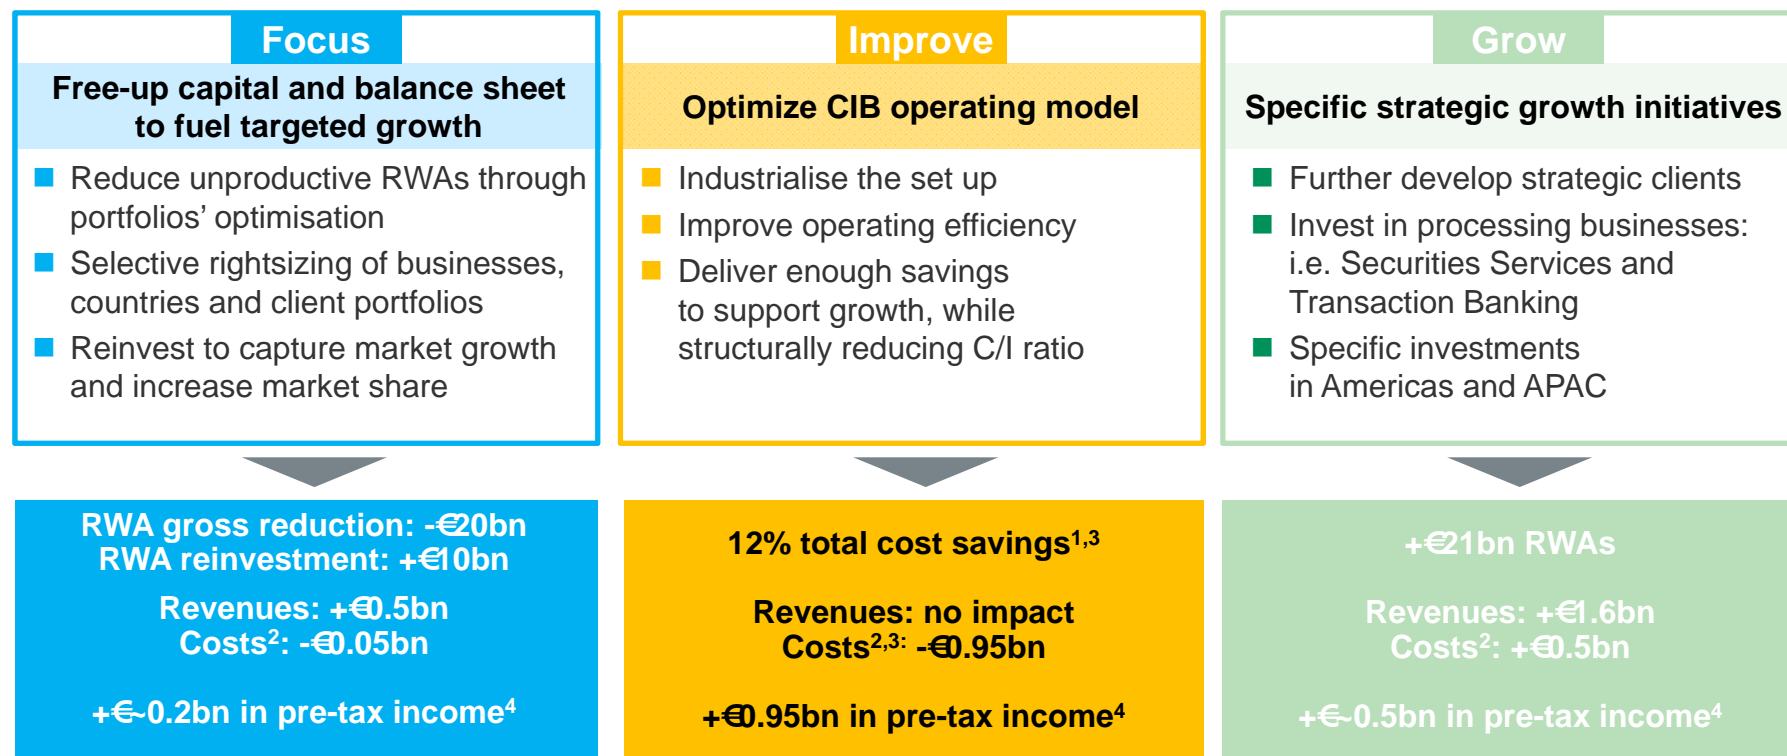 Focus
Free-up capital and balance sheet
to fuel targeted growth
Reduce unproductive RWAs through
portfolios’ optimisation
Selective rightsizing of businesses,
countries and client portfolios
Reinvest to capture market growth
and increase market share
RWA gross reduction: -€20bn
RWA reinvestment: +€10bn
Revenues: +€0.5bn
Costs2: -€0.05bn
+€~0.2bn in pre-tax income4
Improve
Optimize CIB operating model
Industrialise the set up
Improve operating efficiency
Deliver enough savings
to support growth, while
structurally reducing C/I ratio
12% total cost savings1,3
Revenues: no impact
Costs2,3: -€0.95bn
+€0.95bn in pre-tax income4
Grow
Specific strategic growth initiatives
Further develop strategic clients
Invest in processing businesses:
i.e. Securities Services and
Transaction Banking
Specific investments
in Americas and APAC
+€21bn RWAs
Revenues: +€1.6bn
Costs2: +€0.5bn
+€~0.5bn in pre-tax income4